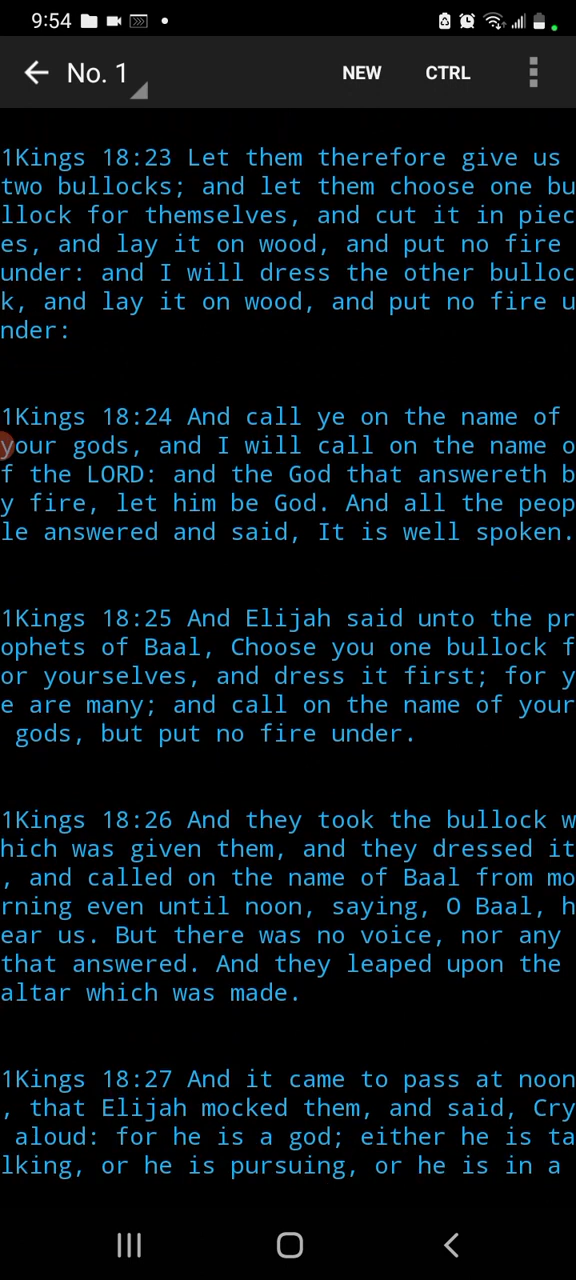 9:54
No. 1 NEW CTRL
1Kings 18:23 Let them therefore give us
two bullocks; and let them choose one bu
llock for themselves, and cut it in piec
es, and lay it on wood, and put no fire
under: and I will dress the other bulloc
k, and lay it on wood, and put no fire u
nder:
1Kings 18:24 And call ye on the name of
your gods, and I will call on the name o
f the LORD: and the God that answereth b
y fire, let him be God. And all the peop
le answered and said, It is well spoken.
1Kings 18:25 And Elijah said unto the pr
ophets of Baal, Choose you one bullock f
or yourselves, and dress it first; for y
e are many; and call on the name of your
gods, but put no fire under.
1Kings 18:26 And they took the bullock w
hich was given them, and they dressed it
, and called on the name of Baal from mo
rning even until noon, saying, O Baal, h
ear us. But there was no voice, nor any
that answered. And they leaped upon the
altar which was made.
1Kings 18:27 And it came to pass at noon
, that Elijah mocked them, and said, Cry
aloud: for he is a god; either he is ta
lking, or he is pursuing, or he is in a